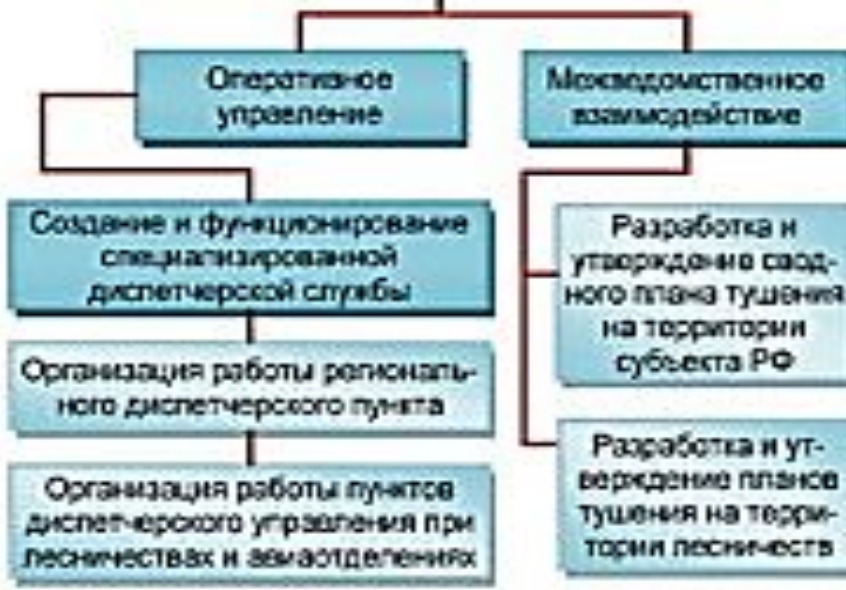 Оперативное
управление
Межведомственное
взаимодействие
Создание и функционирование
специализированной
диспетчерской службы
Организация работы региональ-
ного диспетчерского пункта
Организация работы пунктов
диспетчерского управления при
лесничествах и авиаотделениях
Разработка и
утверждение свод-
ного плана тушения
на территории
субъекта РФ
Разработка и ут-
верждение планов
тушения на терри-
тории лесничеств